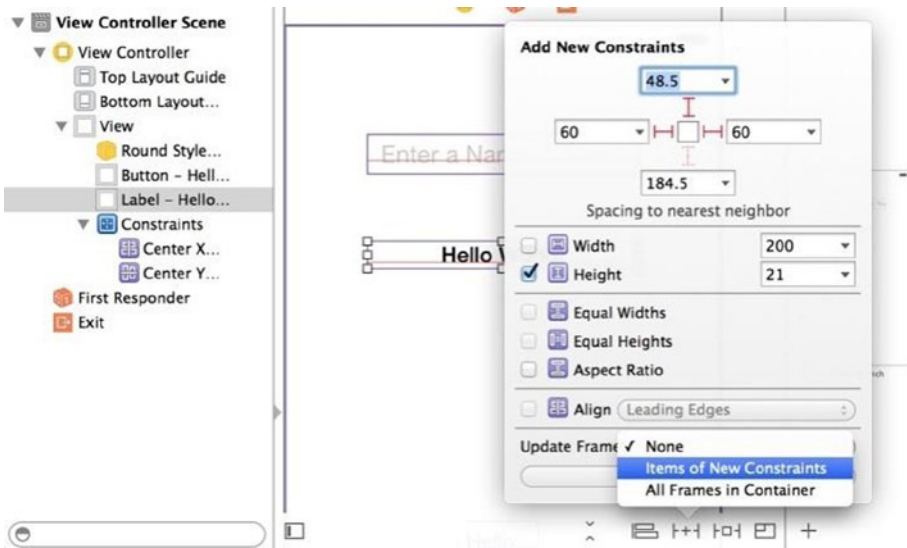 View Controller Scene
View Controller
Top Layout Guide
Bottom Layout...
View
Round Style...
Button - Hell...
Label - Hello...
Constraints
Center X...
Center Y...
First Responder
Exit
Enter a Nar
Hello
Add New Constraints
48.5
60
60
184.5
Spacing to nearest neighbor
Width 200
Height 21
Equal Widths
Equal Heights
Aspect Ratio
Align Leading Edges
Update Frame
None
Items of New Constraints
All Frames in Container
Hello...